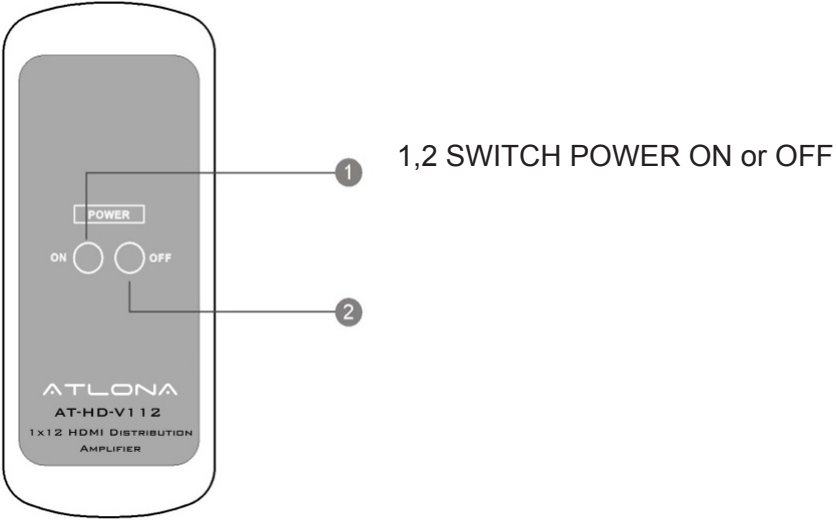 1
1,2 SWITCH POWER ON or OFF
POWER
ON
OFF
2
ATLONA
AT-HD-V112
1x12 HDMI DISTRIBUTION
AMPLIFIER